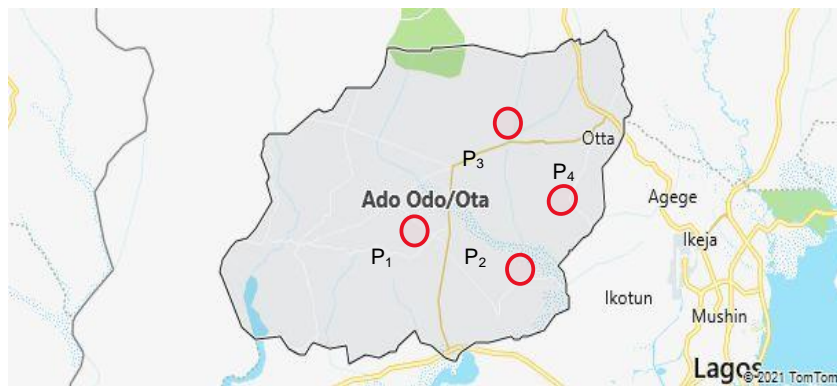 Otta
P3
P4
Ado Odo/Ota
Agege
Ikeja
P1
P2
Ikotun
Mushin
Lagos
© 2021 TomTom